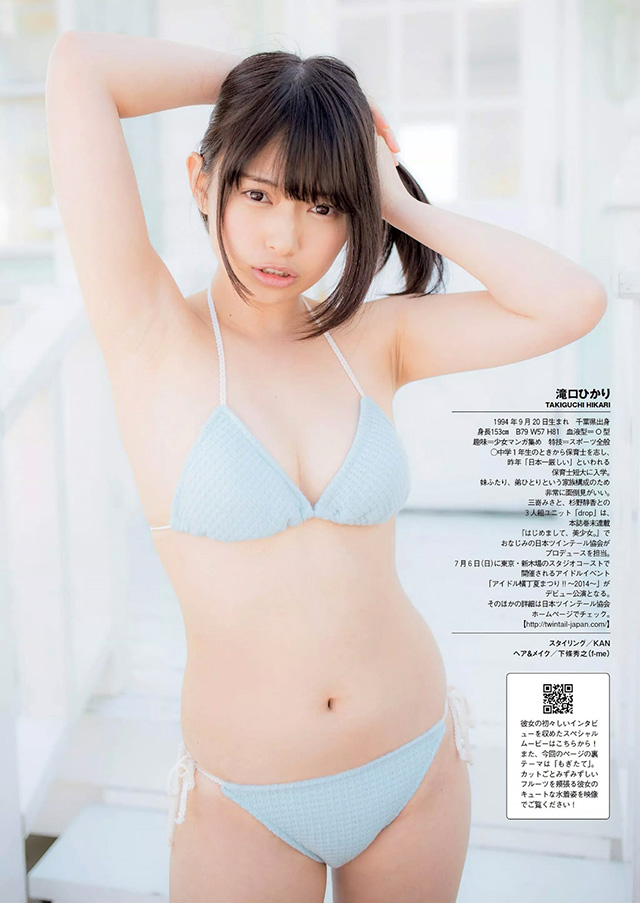 滝口ひかり
TAKIGUCHI HIKARI
1994年9月20日生まれ 千葉県出身
身長153cm B79 W57 H81 血液型=O型
趣味=少女マンガ集め 特技=スポーツ全般
○中学1年生のときから保育士を志し、
昨年「日本一厳しい」といわれる
保育士短大に入学。
妹ふたり、弟ひとりという家族構成のため
非常に面倒見がいい。
三嵜みさと、杉野静香との
3人組ユニット「drop」は、
本誌巻末連載
「はじめまして、美少女。」で
おなじみの日本ツインテール協会が
プロデュースを担当。
7月6日(日)に東京・新木場のスタジオコーストで
開催されるアイドルイベント
「アイドル横丁夏まつり!!〜2014〜」が
デビュー公演となる。
そのほかの詳細は日本ツインテール協会
ホームページでチェック。
【http://twintail-japan.com/】
スタイリング/KAN
ヘア&メイク/下條秀之(f-me)
彼女の初々しいインタビ
ューを収めたスペシャル
ムービーはこちらから!
また、今回のページの裏
テーマは「もぎたて」。
カットごとみずみずしい
フルーツを頬張る彼女の
キュートな水着姿を映像
でご覧ください!